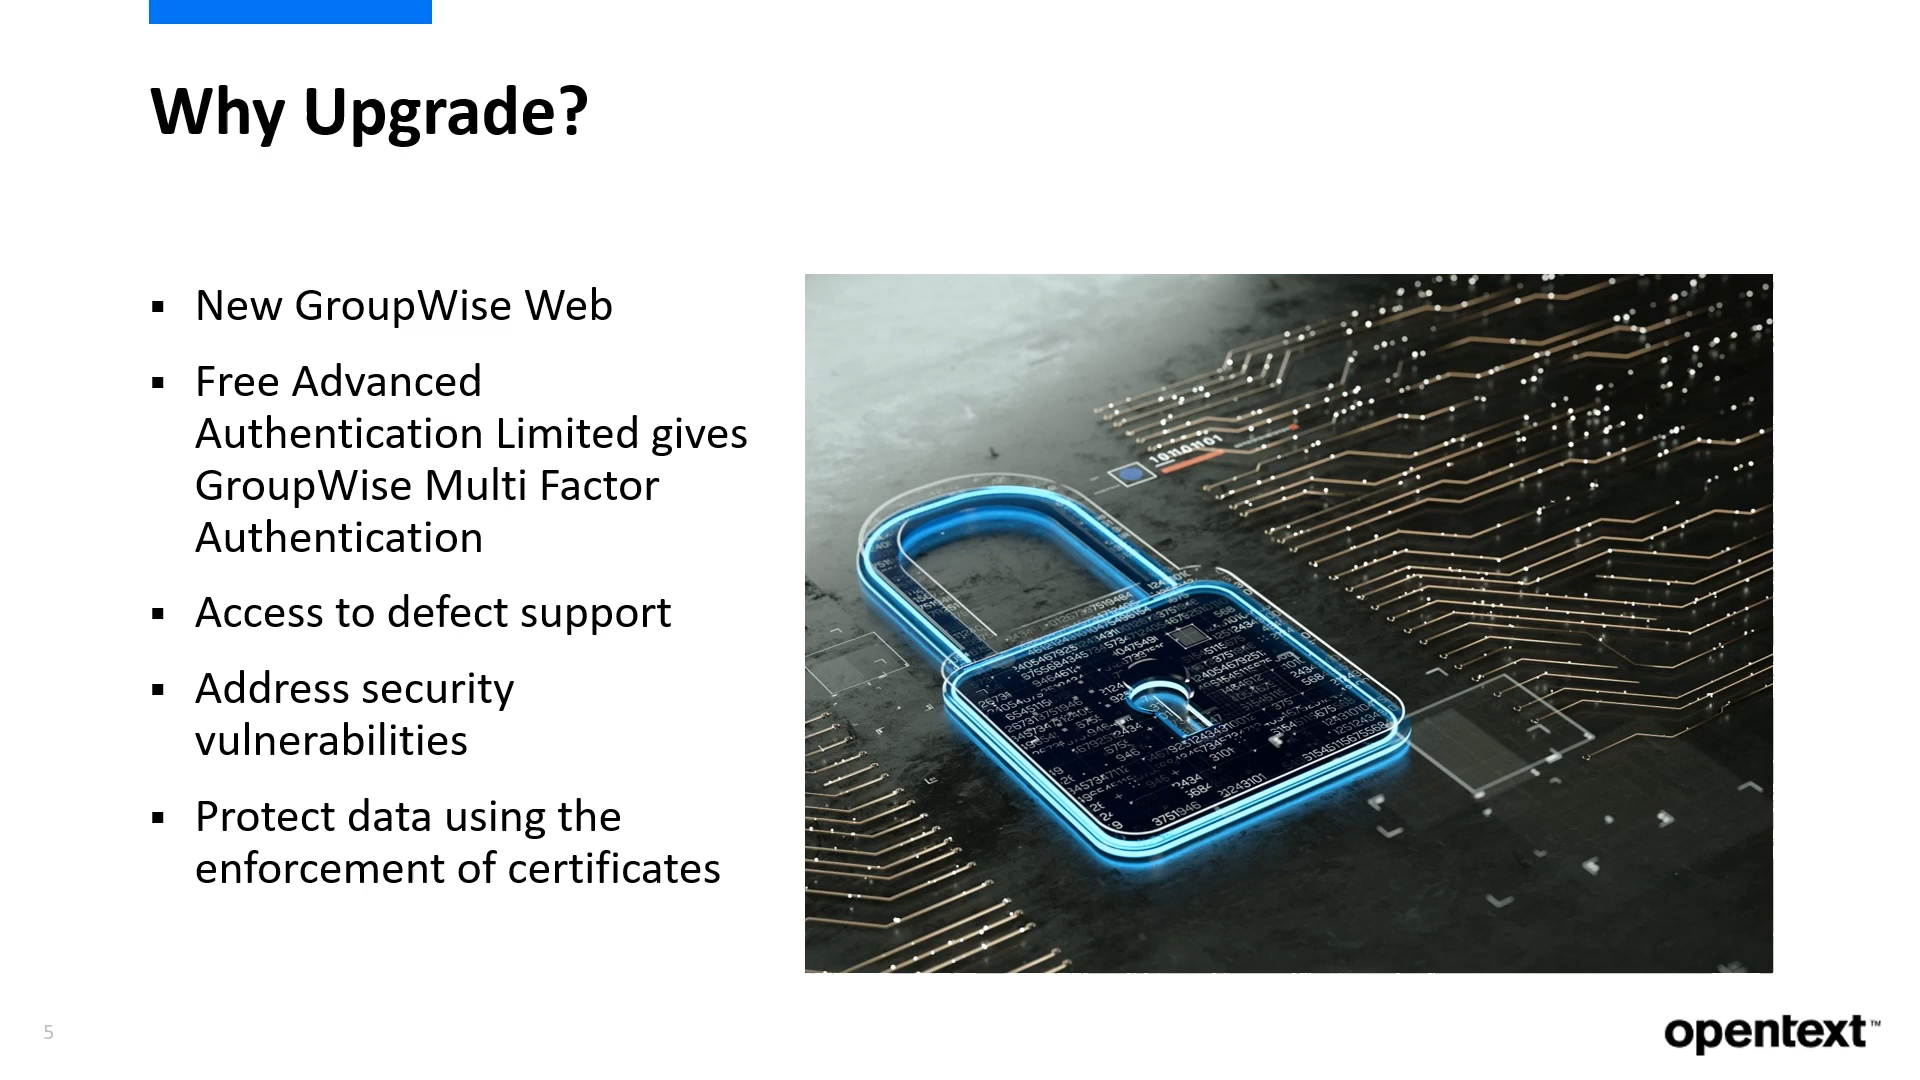 Why Upgrade?
▪ New GroupWise Web
▪ Free Advanced
Authentication Limited gives
GroupWise Multi Factor
Authentication
▪ Access to defect support
▪ Address security
vulnerabilities
▪ Protect data using the
enforcement of certificates
5
opentext™